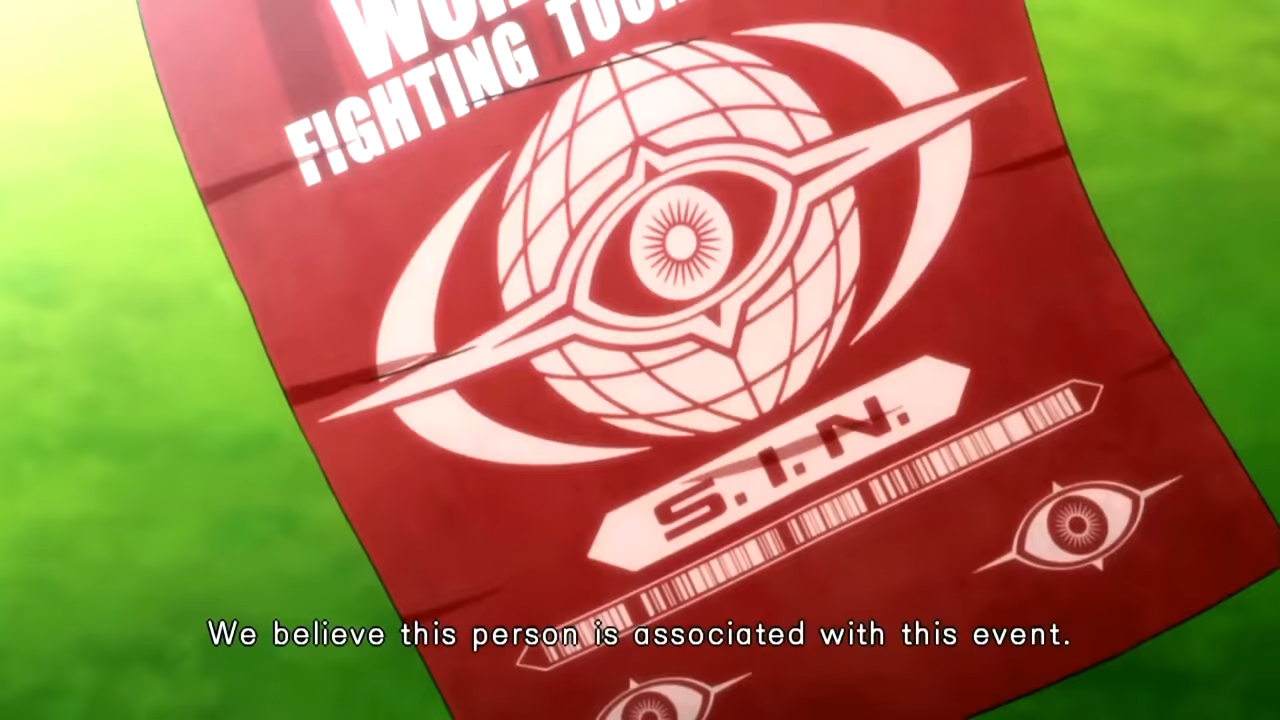 FIGHTING
S.I.N.
We believe this person is associated with this event.